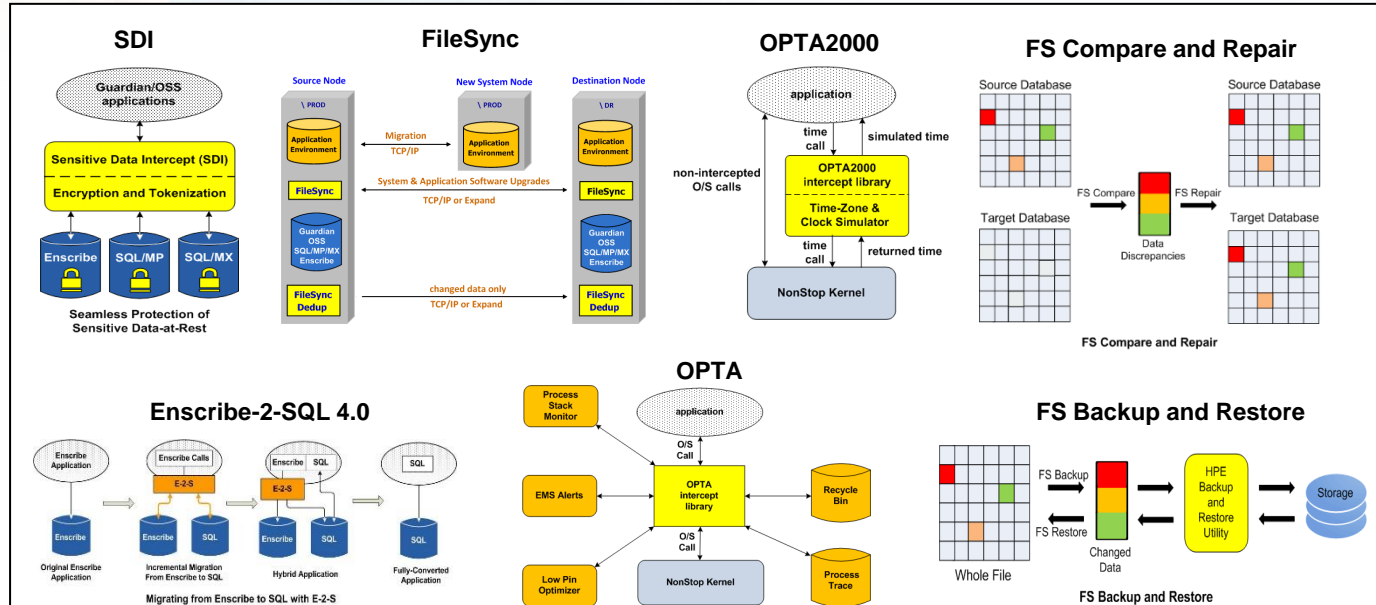 SDI
Guardian/OSS
applications
Sensitive Data Intercept (SDI)
Encryption and Tokenization
Enscribe
SQL/MP
SQL/MX
Seamless Protection of
Sensitive Data-at-Rest
FileSync
Source Node
New System Node
Destination Node
\ PROD
\ PROD
\ DR
Application
Environment
Migration
TCP/IP
Application
Environment
Application
Environment
FileSync
System & Application Software Upgrades
TCP/IP or Expand
FileSync
Guardian
OSS
SQL/MP/MX
Enscribe
Guardian
OSS
SQL/MP/MX
Enscribe
FileSync
Dedup
changed data only
TCP/IP or Expand
FileSync
Dedup
OPTA2000
application
time
call
simulated time
non-intercepted
O/S calls
OPTA2000
intercept library
Time-Zone &
Clock Simulator
time
call
returned time
NonStop Kernel
FS Compare and Repair
Source Database
Source Database
FS Compare
FS Repair
Target Database
Target Database
Data
Discrepancies
FS Compare and Repair
Enscribe-2-SQL 4.0
Enscribe
Application
Enscribe Calls
Enscribe
SQL
SQL
E-2-S
E-2-S
Enscribe
Enscribe
SQL
Enscribe
SQL
SQL
Original Enscribe
Application
Incremental Migration
From Enscribe to SQL
Hybrid Application
Fully-Converted
Application
Migrating from Enscribe to SQL with E-2-S
OPTA
Process
Stack
Monitor
application
O/S
Call
EMS Alerts
OPTA
intercept
library
Recycle
Bin
O/S
Call
Low Pin
Optimizer
NonStop Kernel
Process
Trace
FS Backup and Restore
FS Backup
FS Restore
HPE
Backup
and
Restore
Utility
Storage
Whole File
Changed
Data
FS Backup and Restore